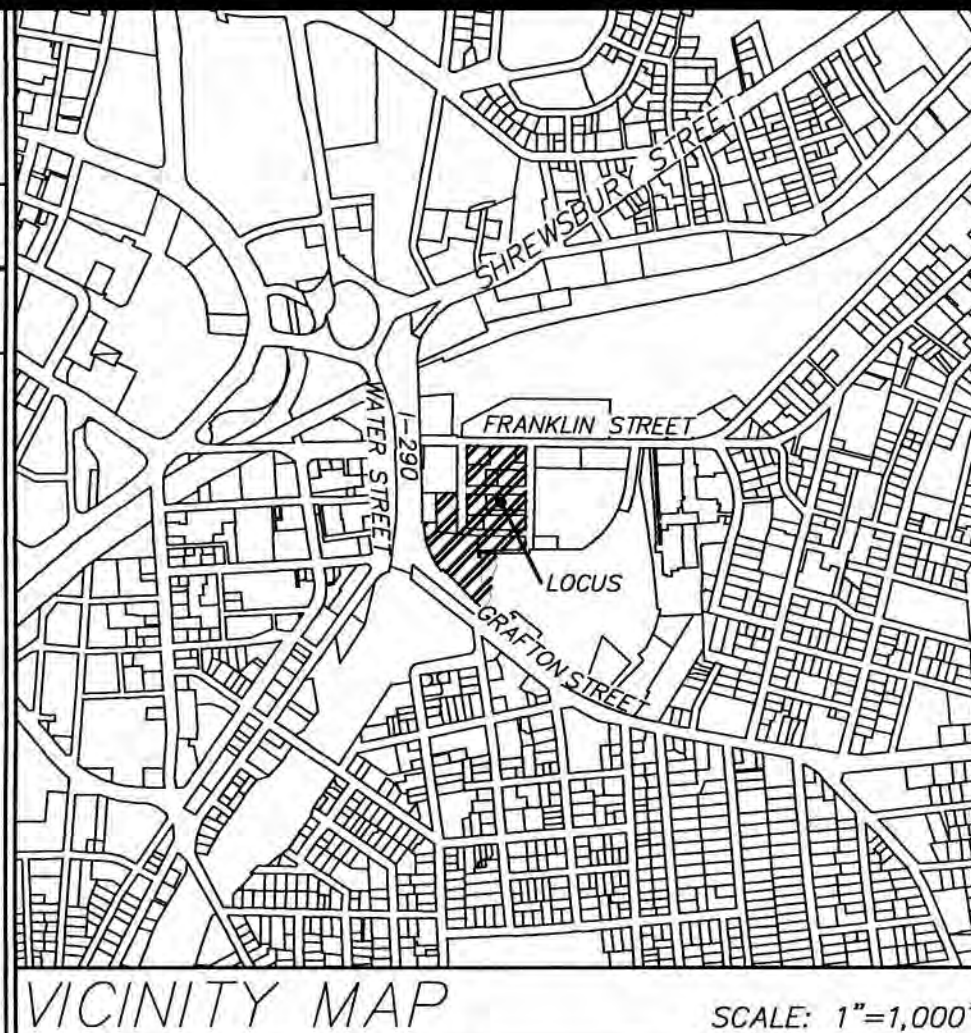 SHREWSBURY STREET
WATER STREET
I-290
FRANKLIN STREET
LOCUS
GRAFTON STREET
VICINITY MAP
SCALE: 1"=1,000'